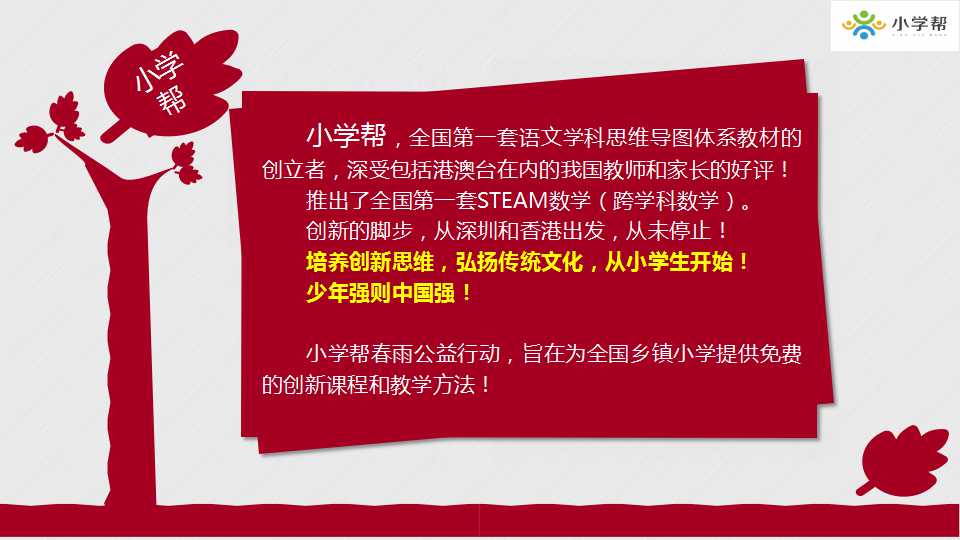 小学帮
小学
帮
小学帮，全国第一套语文学科思维导图体系教材的
创立者，深受包括港澳台在内的我国教师和家长的好评！
推出了全国第一套STEAM数学（跨学科数学）。
创新的脚步，从深圳和香港出发，从未停止！
培养创新思维，弘扬传统文化，从小学生开始！
少年强则中国强！
小学帮春雨公益行动，旨在为全国乡镇小学提供免费
的创新课程和教学方法！